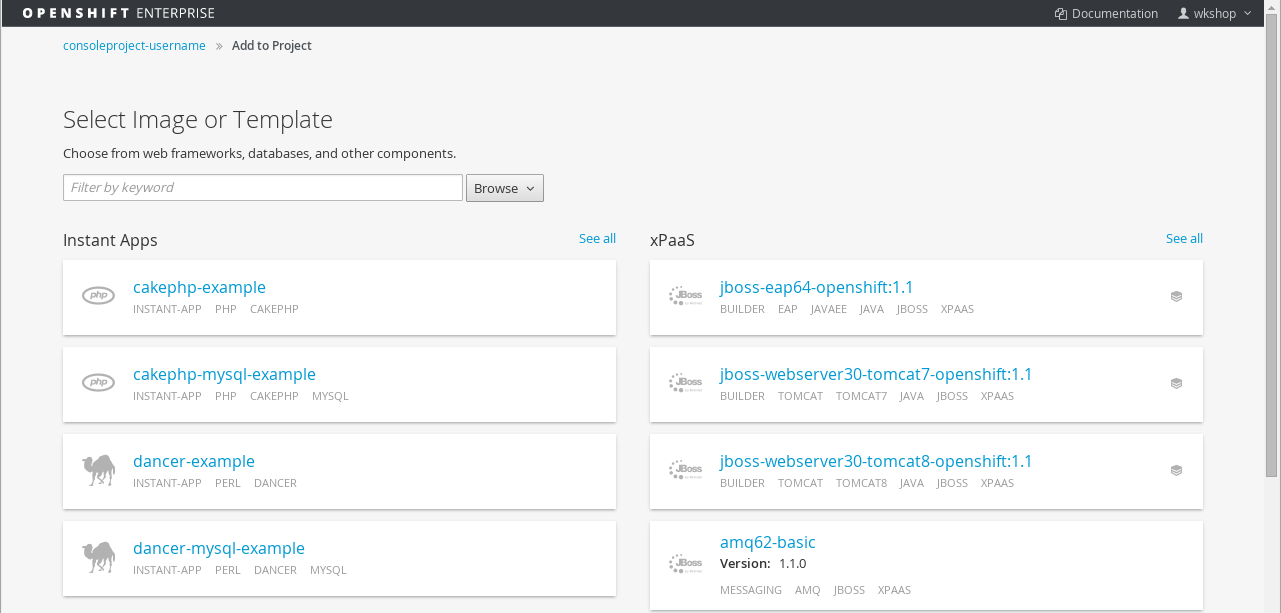 OPENSHIFT ENTERPRISE
Documentation
wkshop
consoleproject-username » Add to Project
Select Image or Template
Choose from web frameworks, databases, and other components.
Filter by keyword
Browse
Instant Apps
See all
php
cakephp-example
INSTANT-APP PHP CAKEPHP
php
cakephp-mysql-example
INSTANT-APP PHP CAKEPHP MYSQL
dancer-example
INSTANT-APP PERL DANCER
dancer-mysql-example
INSTANT-APP PERL DANCER MYSQL
xPaaS
See all
JBoss
jboss-eap64-openshift:1.1
BUILDER EAP JAVAEE JAVA JBOSS XPAAS
JBoss
jboss-webserver30-tomcat7-openshift:1.1
BUILDER TOMCAT TOMCAT7 JAVA JBOSS XPAAS
JBoss
jboss-webserver30-tomcat8-openshift:1.1
BUILDER TOMCAT TOMCAT8 JAVA JBOSS XPAAS
JBoss
amq62-basic
Version: 1.1.0
MESSAGING AMQ JBOSS XPAAS